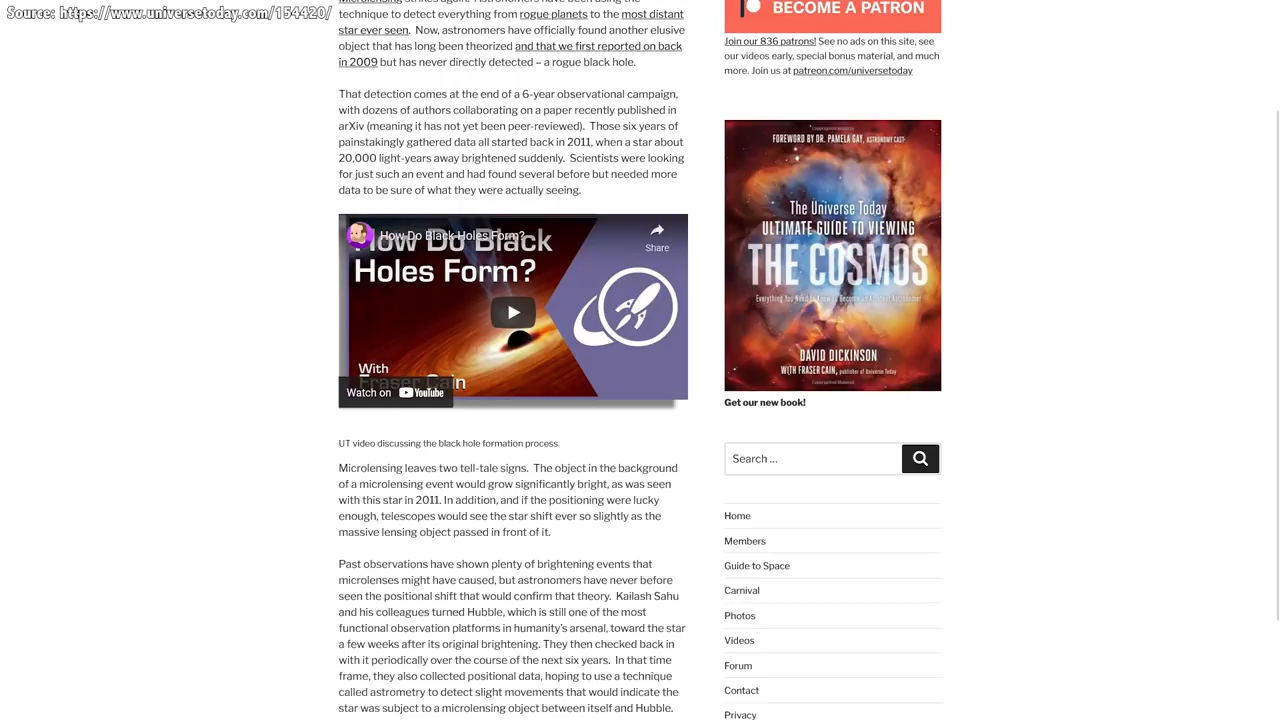 Source: https://www.universetoday.com/154420/
Microlensing strikes again! Astronomers have been using the
technique to detect everything from rogue planets to the most distant
star ever seen.  Now, astronomers have officially found another elusive
object that has long been theorized and that we first reported on back
in 2009 but has never directly detected – a rogue black hole.
That detection comes at the end of a 6-year observational campaign,
with dozens of authors collaborating on a paper recently published in
arXiv (meaning it has not yet been peer-reviewed).  Those six years of
painstakingly gathered data all started back in 2011, when a star about
20,000 light-years away brightened suddenly.  Scientists were looking
for just such an event and had found several before but needed more
data to be sure of what they were actually seeing.
How Do Black Holes Form?
Share
How Do Black
Holes Form?
With
Fraser Cain
Watch on YouTube
UT video discussing the black hole formation process.
Microlensing leaves two tell-tale signs.  The object in the background
of a microlensing event would grow significantly bright, as was seen
with this star in 2011. In addition, and if the positioning were lucky
enough, telescopes would see the star shift ever so slightly as the
massive lensing object passed in front of it.
Past observations have shown plenty of brightening events that
microlenses might have caused, but astronomers have never before
seen the positional shift that would confirm that theory.  Kailash Sahu
and his colleagues turned Hubble, which is still one of the most
functional observation platforms in humanity's arsenal, toward the star
a few weeks after its original brightening. They then checked back in
with it periodically over the course of the next six years.  In that time
frame, they also collected positional data, hoping to use a technique
called astrometry to detect slight movements that would indicate the
star was subject to a microlensing object between itself and Hubble.
BECOME A PATRON
Join our 836 patrons! See no ads on this site, see
our videos early, special bonus material, and much
more. Join us at patreon.com/universetoday
FOREWORD BY DR. PAMELA GAY, ASTRONOMY CAST
The Universe Today
ULTIMATE GUIDE TO VIEWING
THE COSMOS
Everything You Need to Know to Become an Amateur Astronomer
DAVID DICKINSON
WITH FRASER CAIN, publisher of Universe Today
Get our new book!
Search …
Home
Members
Guide to Space
Carnival
Photos
Videos
Forum
Contact
Privacy